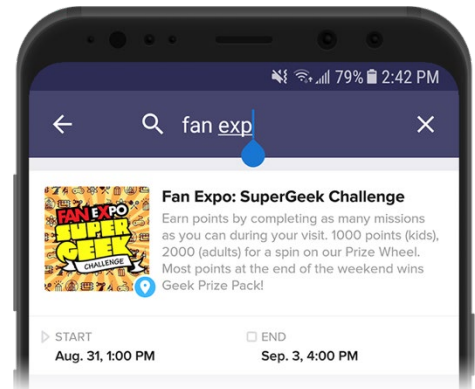 79% 2:42 PM
fan exp
FAN EXPO
SUPER
GEEK
CHALLENGE
Fan Expo: SuperGeek Challenge
Earn points by completing as many missions
as you can during your visit. 1000 points (kids),
2000 (adults) for a spin on our Prize Wheel.
Most points at the end of the weekend wins
Geek Prize Pack!
START
Aug. 31, 1:00 PM
END
Sep. 3, 4:00 PM